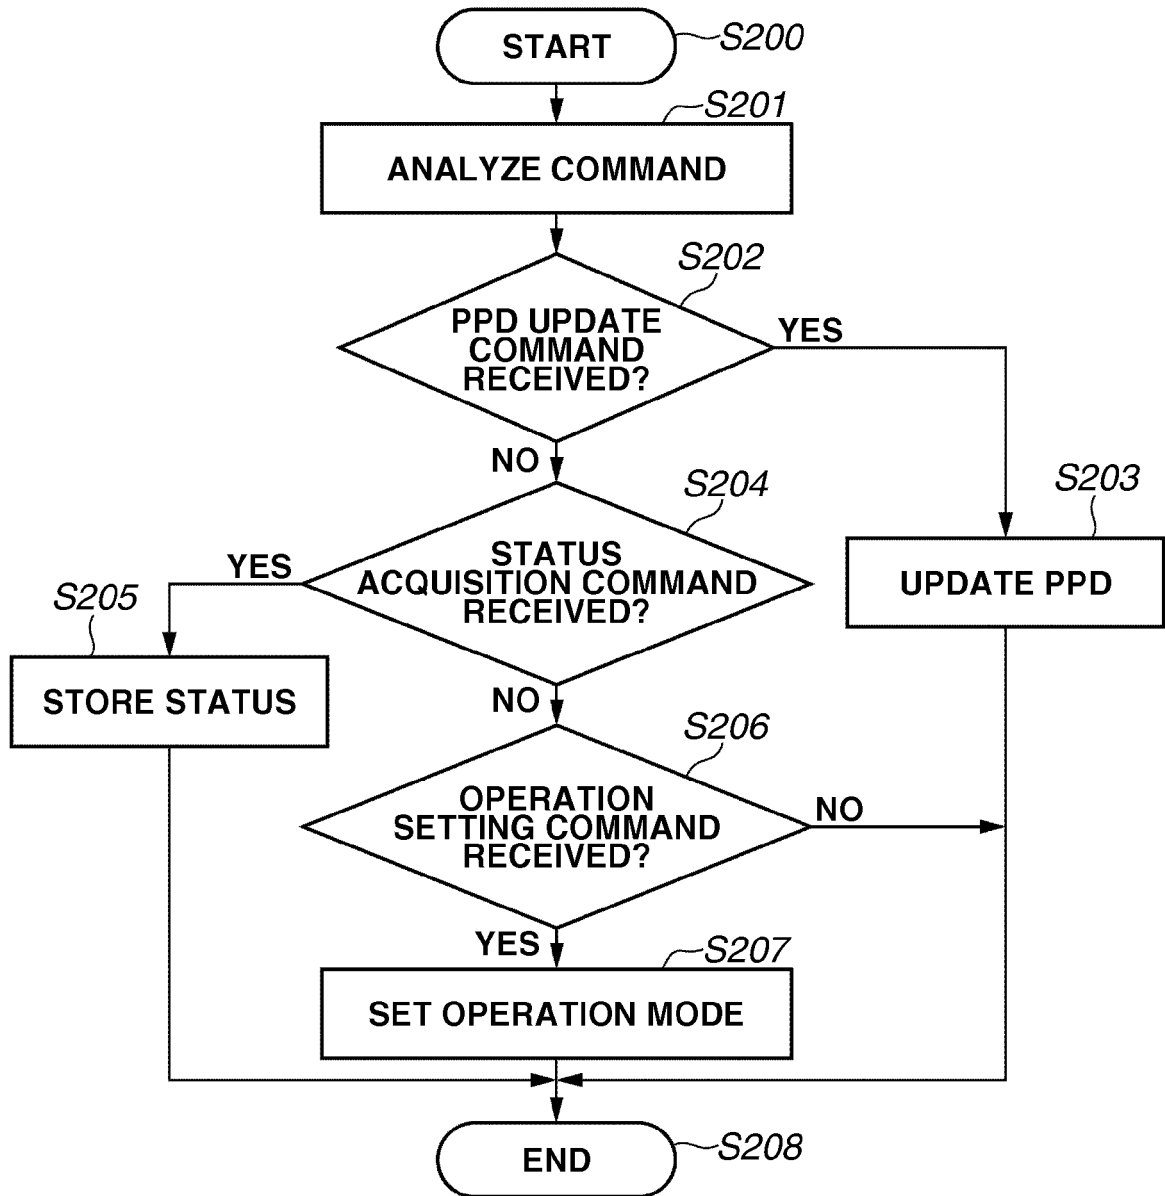 START
S200
S201
ANALYZE COMMAND
S202
PPD UPDATE
COMMAND
RECEIVED?
YES
NO
S204
S203
STATUS
ACQUISITION COMMAND
RECEIVED?
YES
UPDATE PPD
S205
STORE STATUS
NO
S206
OPERATION
SETTING COMMAND
RECEIVED?
NO
YES
S207
SET OPERATION MODE
END
S208